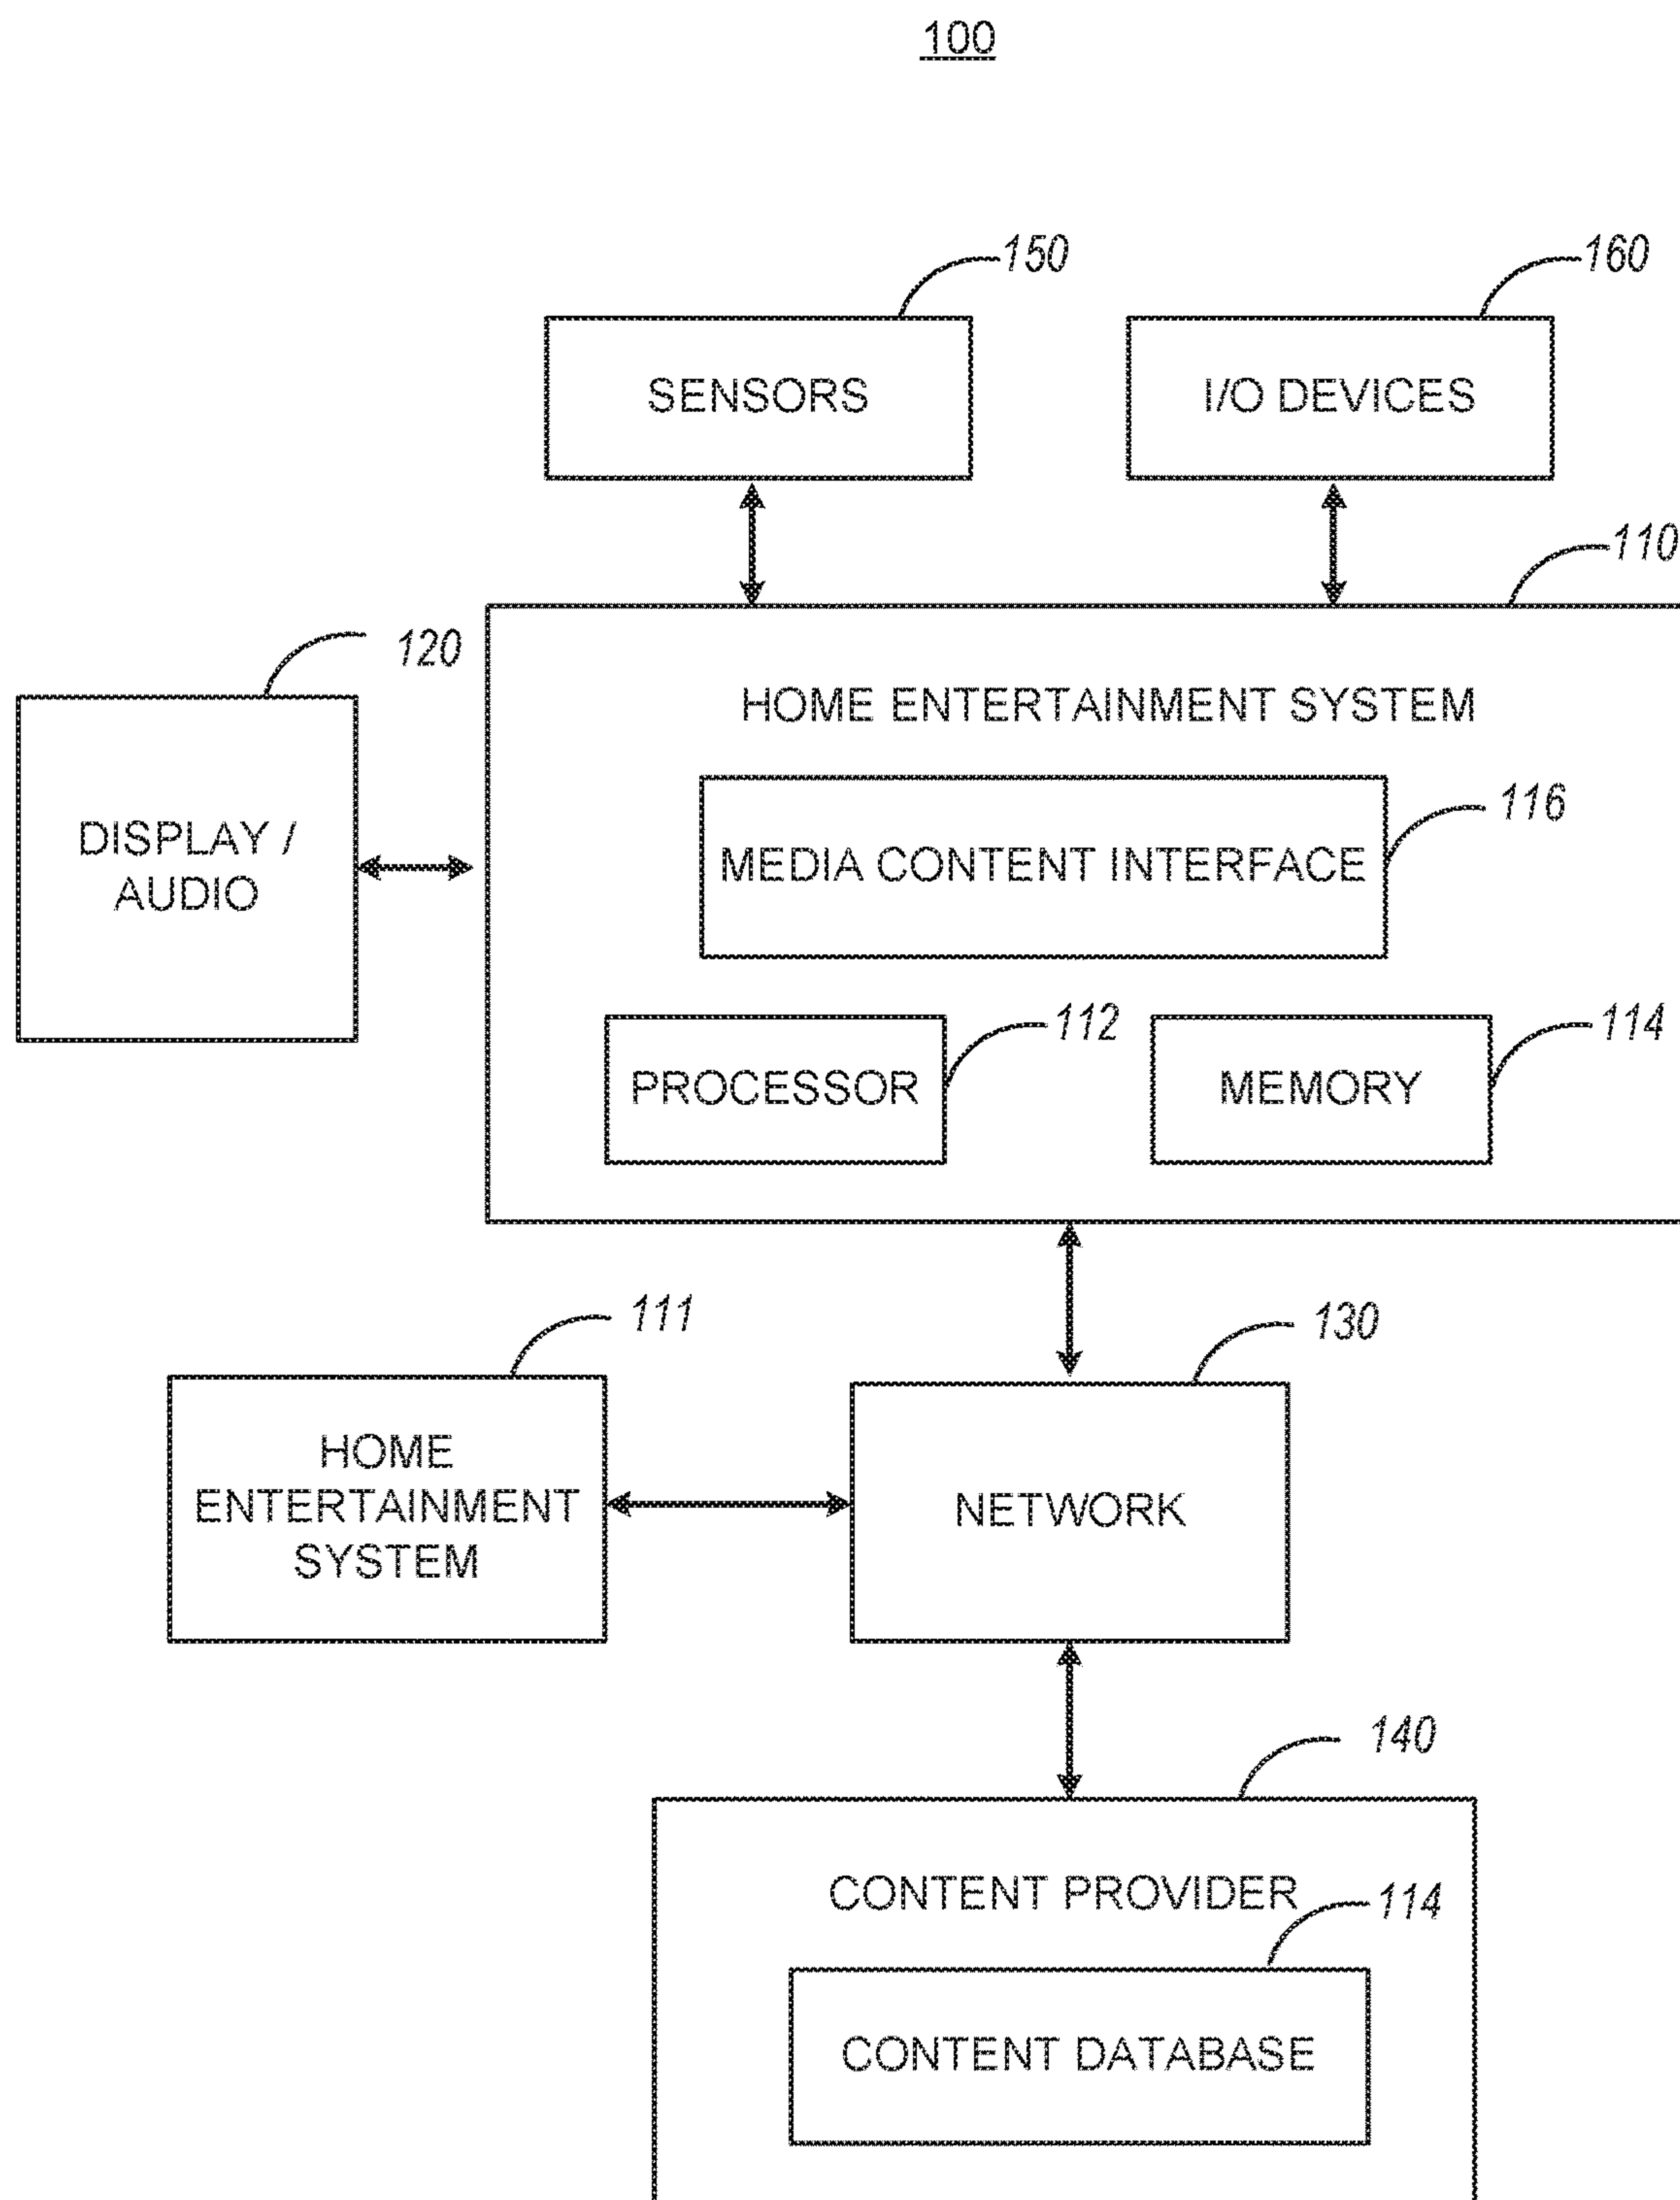 100
150
160
SENSORS
I/O DEVICES
110
120
HOME ENTERTAINMENT SYSTEM
DISPLAY /
AUDIO
116
MEDIA CONTENT INTERFACE
112
114
PROCESSOR
MEMORY
111
130
HOME
ENTERTAINMENT
SYSTEM
NETWORK
140
CONTENT PROVIDER
114
CONTENT DATABASE